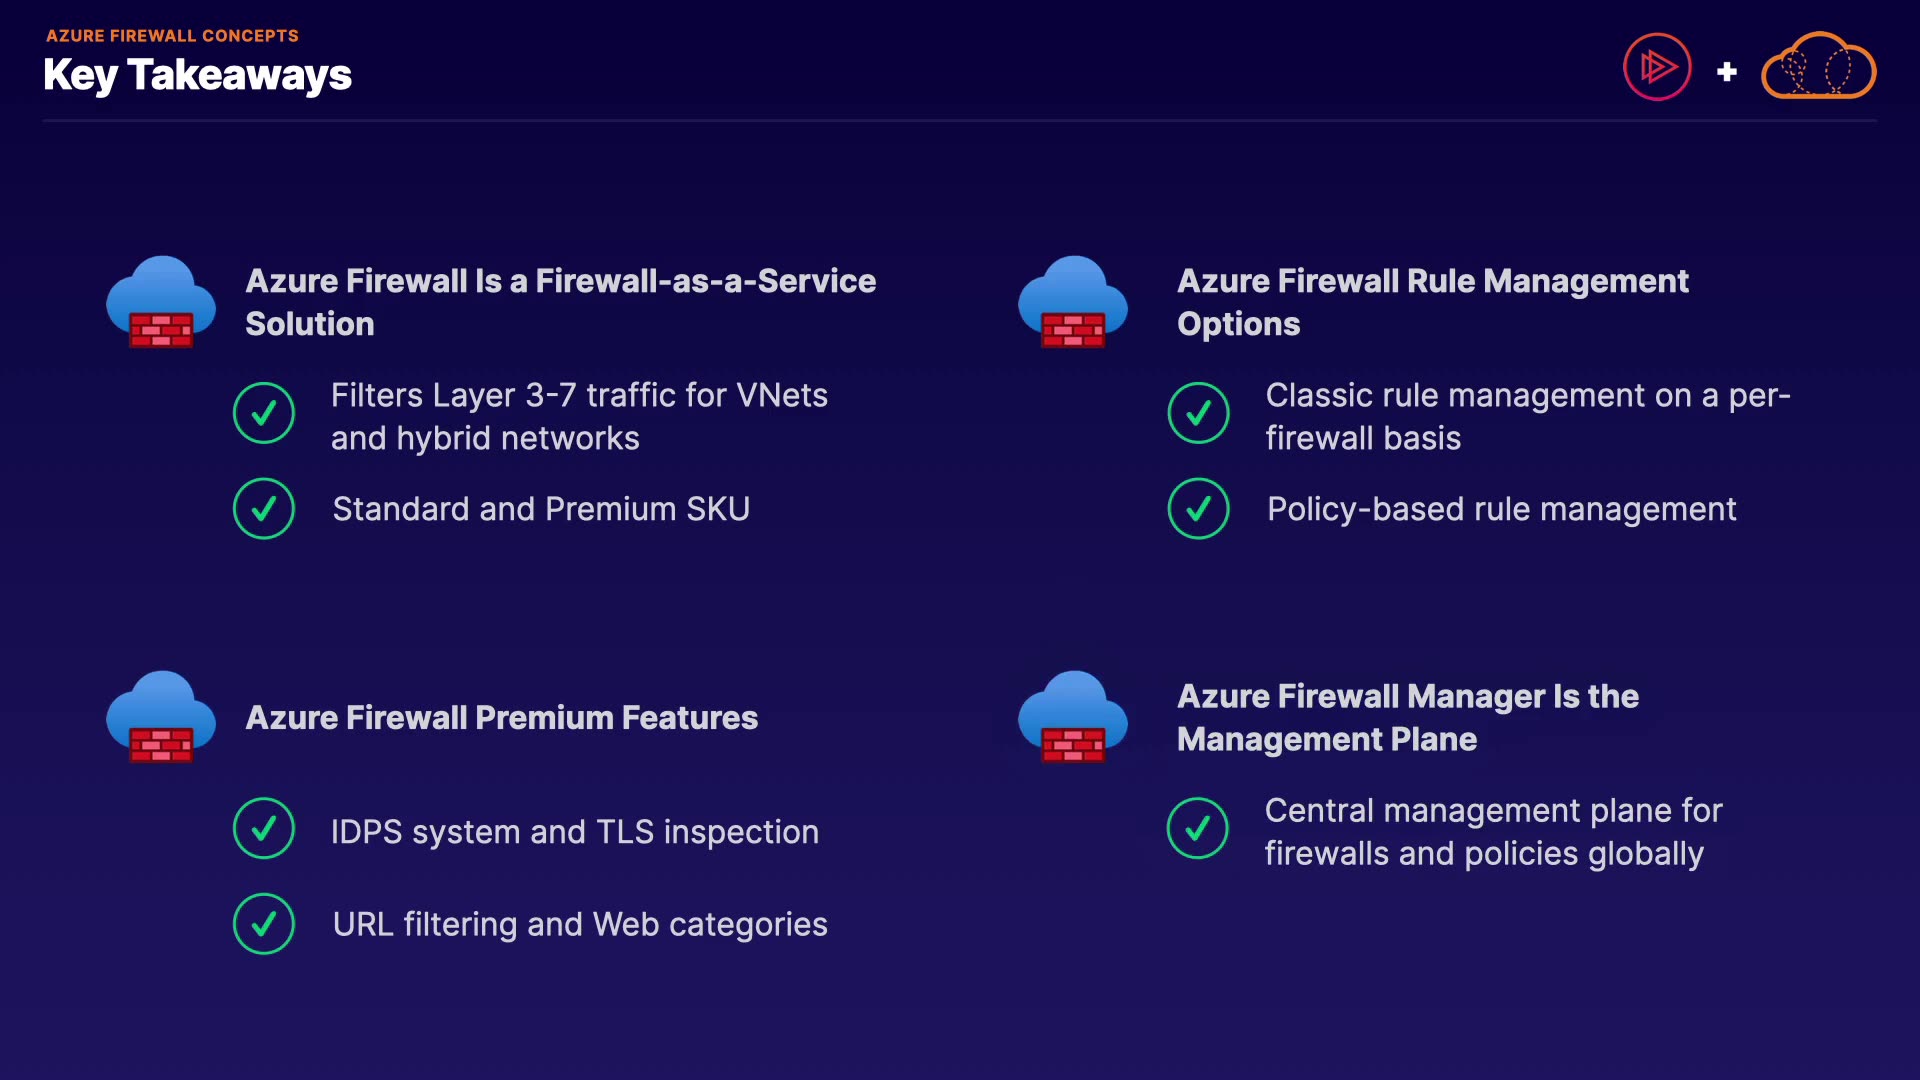 AZURE FIREWALL CONCEPTS
Key Takeaways
Azure Firewall Is a Firewall-as-a-Service
Solution
Filters Layer 3-7 traffic for VNets
and hybrid networks
Standard and Premium SKU
Azure Firewall Rule Management
Options
Classic rule management on a per-
firewall basis
Policy-based rule management
Azure Firewall Premium Features
IDPS system and TLS inspection
URL filtering and Web categories
Azure Firewall Manager Is the
Management Plane
Central management plane for
firewalls and policies globally